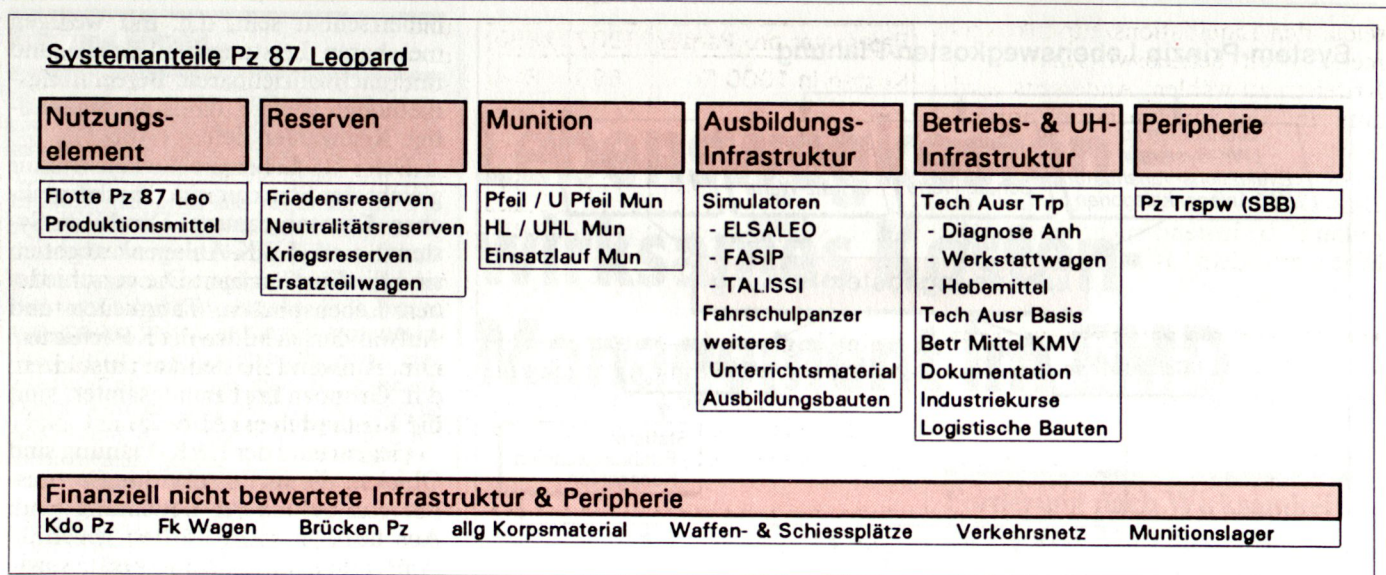 Systemanteile Pz 87 Leopard
Nutzungs-
element
Flotte Pz 87 Leo
Produktionsmittel
Reserven
Friedensreserven
Neutralitätsreserven
Kriegsreserven
Ersatzteilwagen
Munition
Pfeil / U Pfeil Mun
HL / UHL Mun
Einsatzlauf Mun
Ausbildungs-
Infrastruktur
Simulatoren
- ELSALEO
- FASIP
- TALISSI
Fahrschulpanzer
weiteres
Unterrichtsmaterial
Ausbildungsbauten
Betriebs- & UH-
Infrastruktur
Tech Ausr Trp
- Diagnose Anh
- Werkstattwagen
- Hebemittel
Tech Ausr Basis
Betr Mittel KMV
Dokumentation
Industriekurse
Logistische Bauten
Peripherie
Pz Trspw (SBB)
Finanziell nicht bewertete Infrastruktur & Peripherie
Kdo Pz Fk Wagen Brücken Pz allg Korpsmaterial Waffen- & Schiessplätze Verkehrsnetz Munitionslager